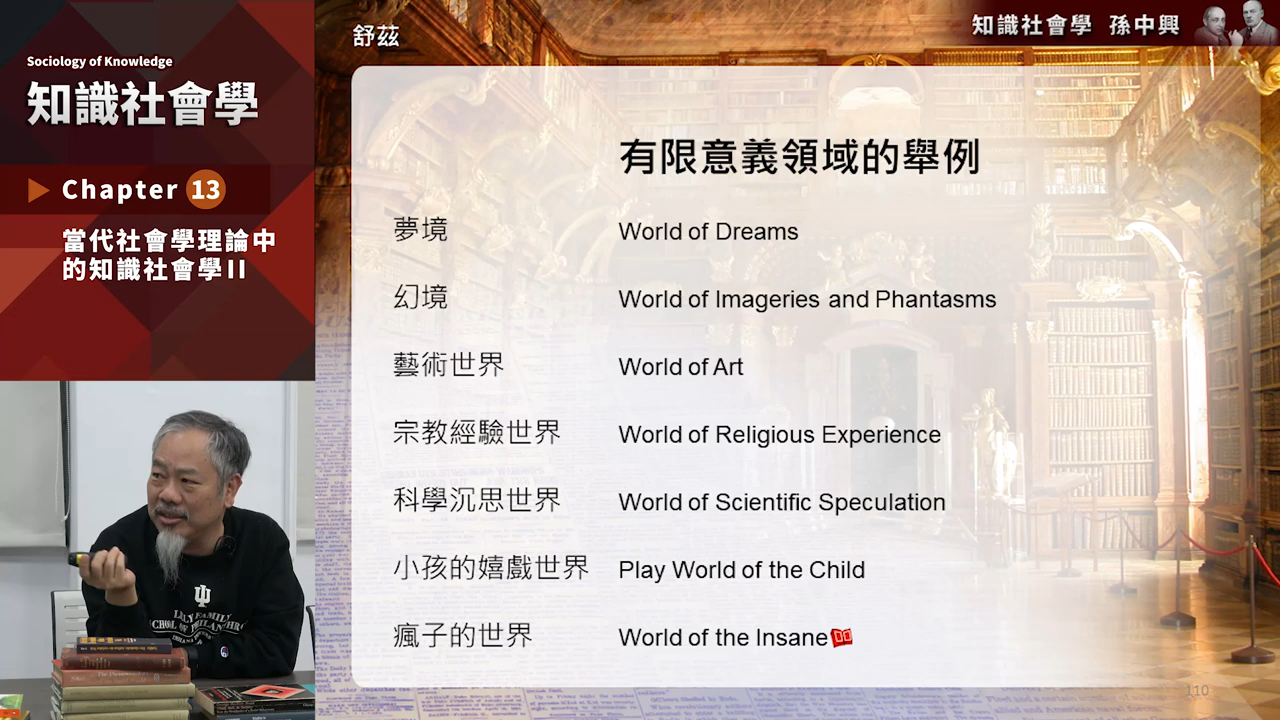 Sociology of Knowledge
知識社會學
Chapter 13
當代社會學理論中
的知識社會學II
舒茲
知識社會學 孫中興
有限意義領域的舉例
夢境 World of Dreams
幻境 World of Imageries and Phantasms
藝術世界 World of Art
宗教經驗世界 World of Religious Experience
科學沉思世界 World of Scientific Speculation
小孩的嬉戲世界 Play World of the Child
瘋子的世界 World of the Insane
110